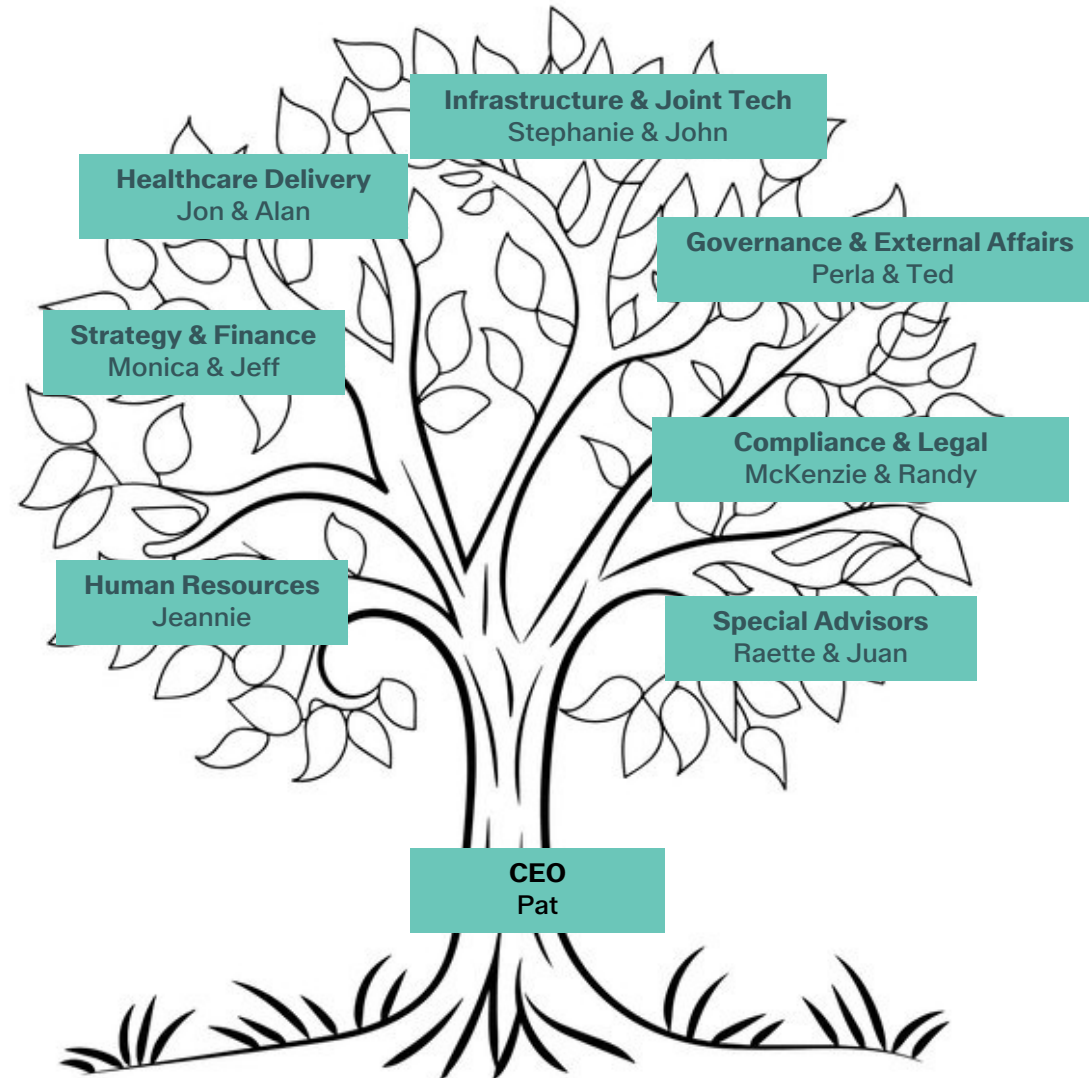 Infrastructure & Joint Tech
Stephanie & John
Healthcare Delivery
Jon & Alan
Governance & External Affairs
Perla & Ted
Strategy & Finance
Monica & Jeff
Compliance & Legal
McKenzie & Randy
Human Resources
Jeannie
Special Advisors
Raette & Juan
CEO
Pat